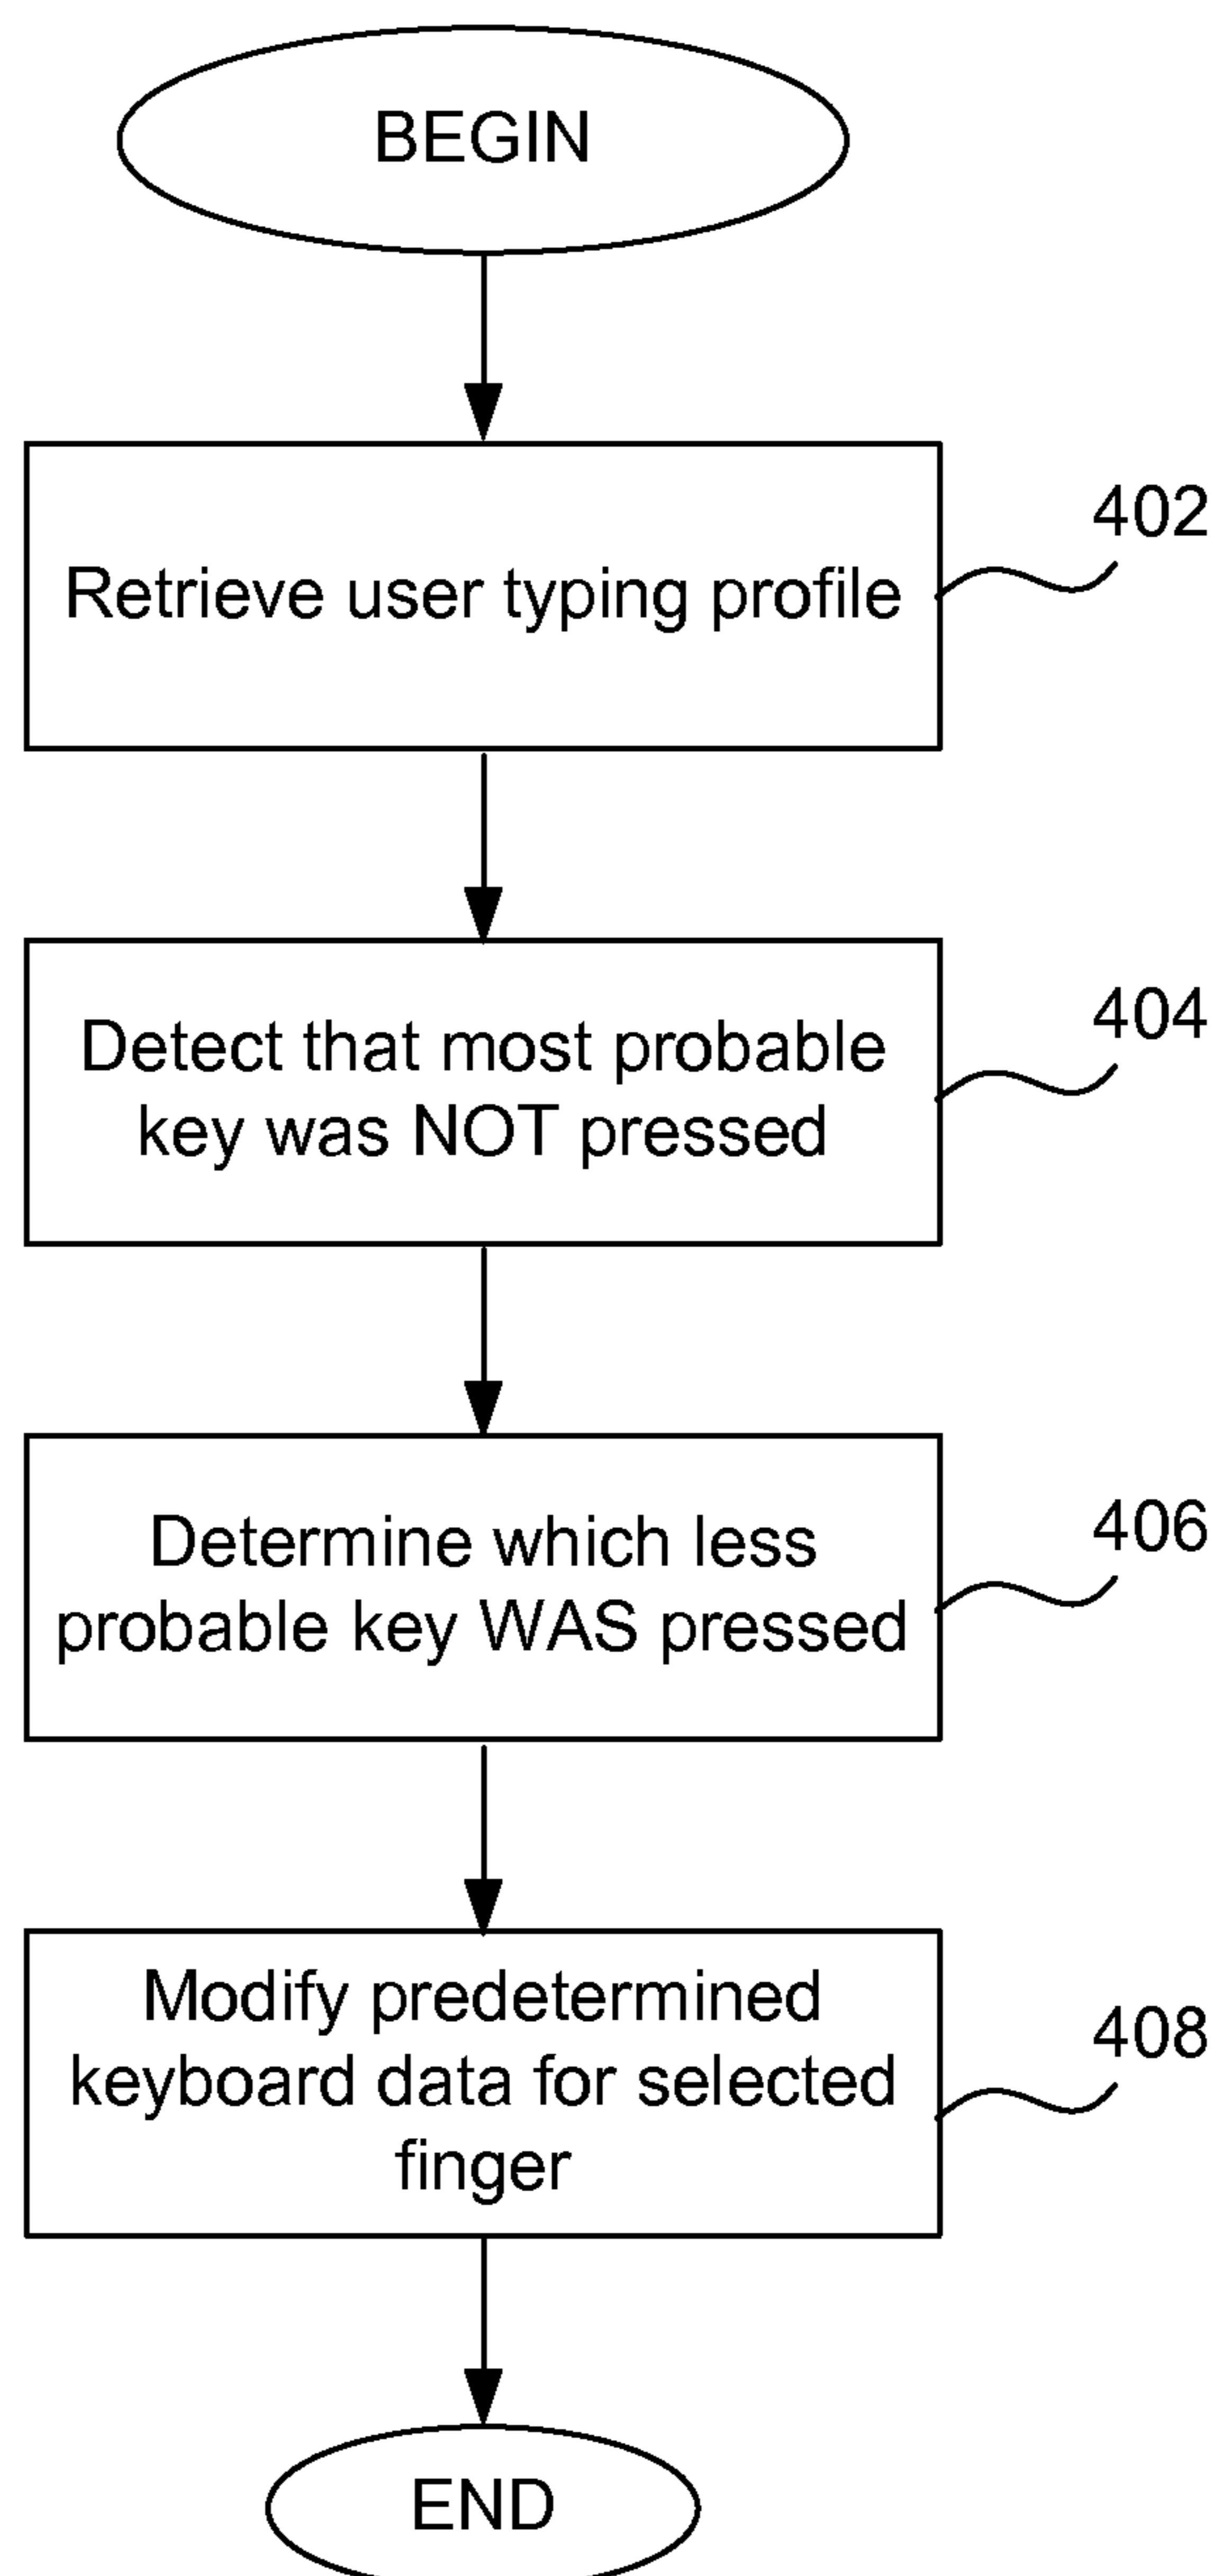 BEGIN
402
Retrieve user typing profile
404
Detect that most probable
key was NOT pressed
406
Determine which less
probable key WAS pressed
408
Modify predetermined
keyboard data for selected
finger
END